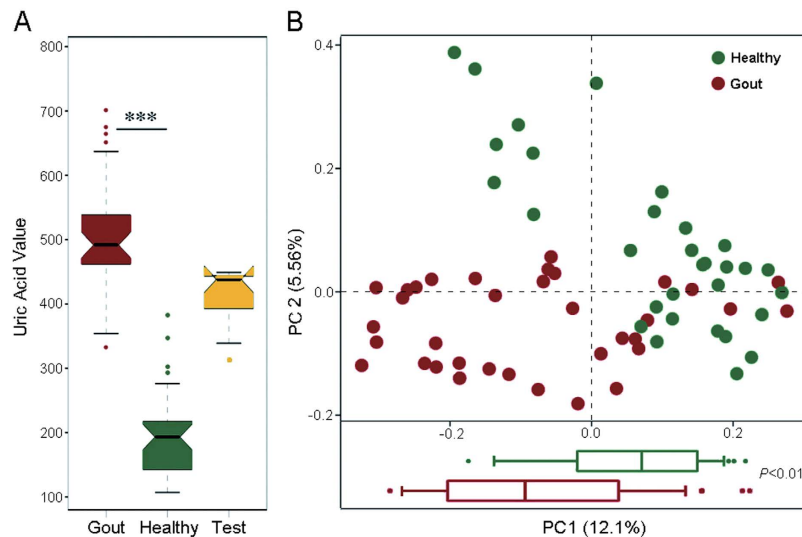 A
B
Uric Acid Value
800
700
600
500
400
300
200
100
***
Gout Healthy Test
PC 2 (5.56%)
0.4
0.2
0.0
-0.2
Healthy
Gout
-0.2 0.0 0.2
P<0.01
PC1 (12.1%)